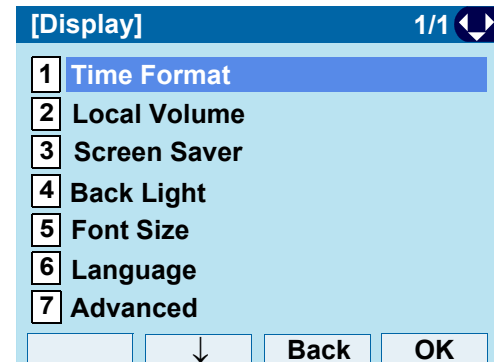 [Display] 1/1
1 Time Format
2 Local Volume
3 Screen Saver
4 Back Light
5 Font Size
6 Language
7 Advanced
↓ Back OK